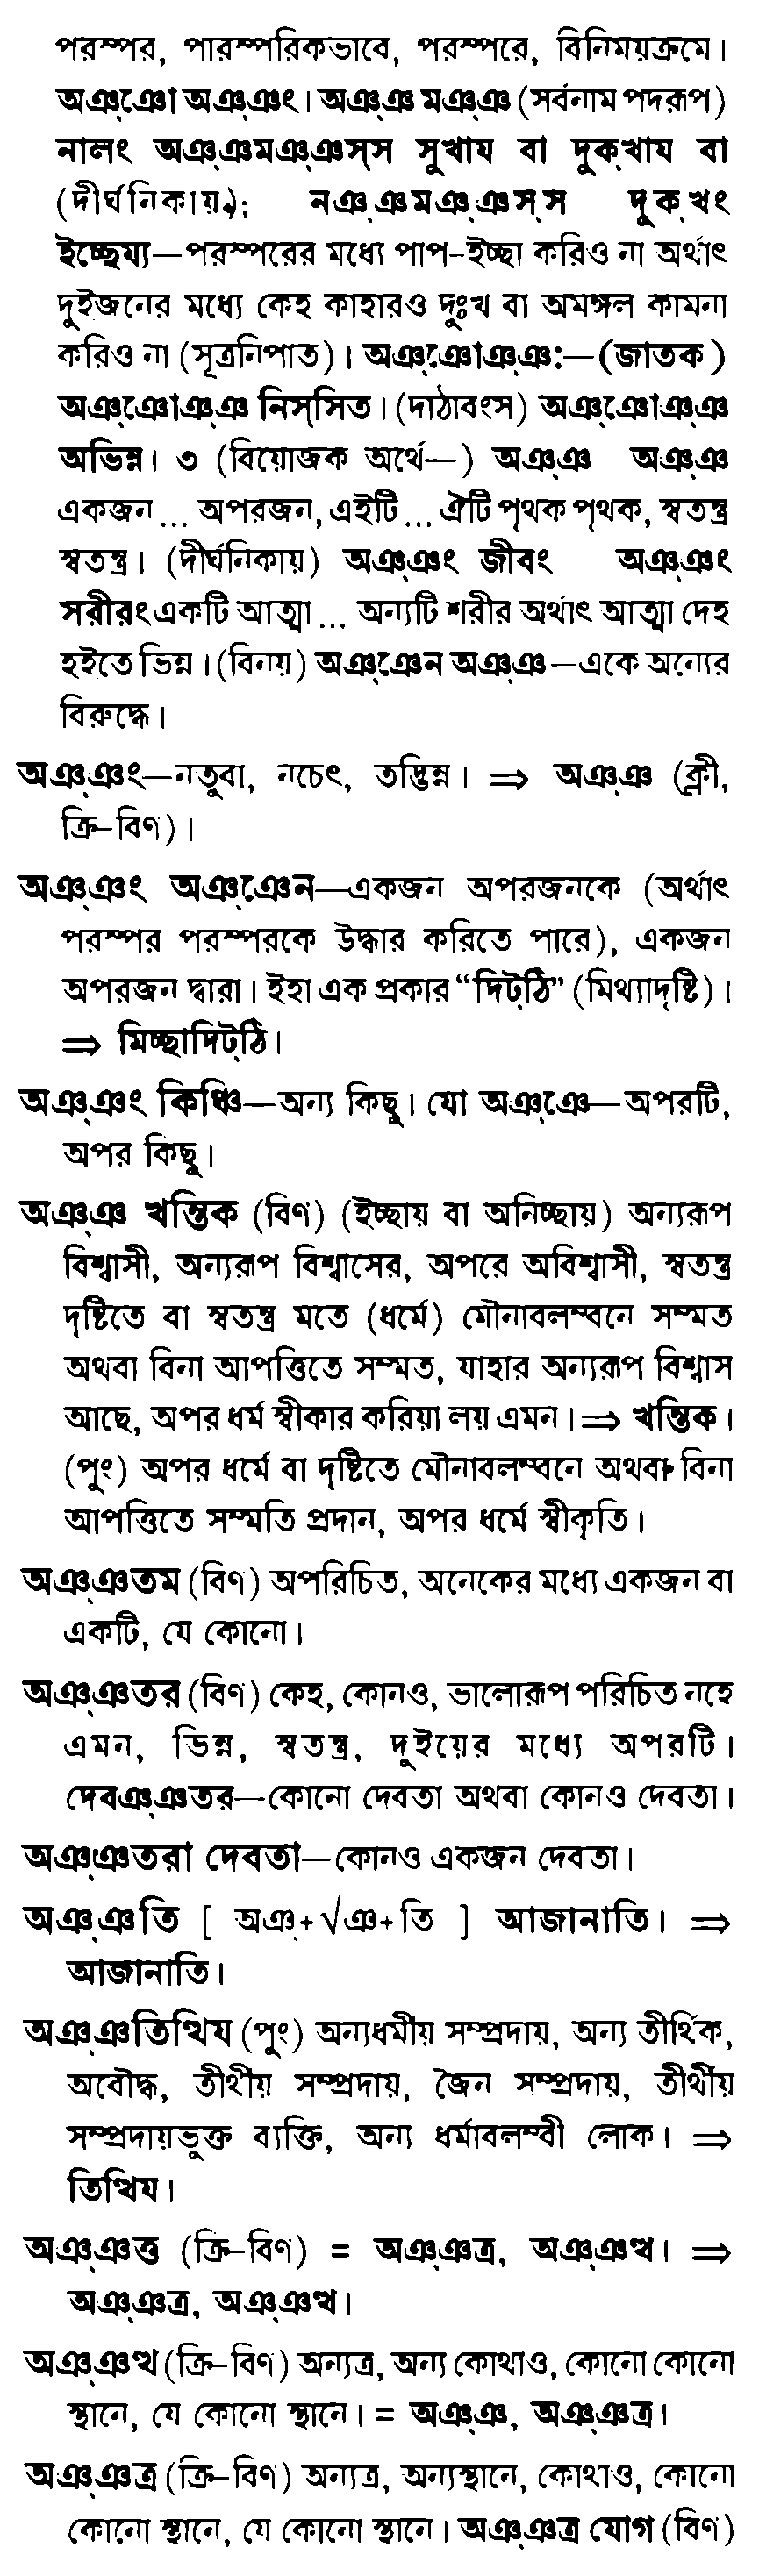 পরস্পর, পারস্পরিকভাবে, পরস্পরে, বিনিময়ক্রমে।
অঞ্‌ঞো অঞ্‌ঞং। অঞ্‌ঞ মঞ্‌ঞ (সর্বনাম পদরূপ)
নালং অঞ্‌ঞমঞ্‌ঞস্‌স সুখায বা দুক্‌খায বা
(দীর্ঘনিকায়); নঞ্‌ঞমঞ্‌ঞস্‌স দুক্‌খং
ইচ্ছেয্য—পরস্পরের মধ্যে পাপ-ইচ্ছা করিও না অর্থাৎ
দুইজনের মধ্যে কেহ কাহারও দুঃখ বা অমঙ্গল কামনা
করিও না (সূত্রনিপাত)। অঞ্‌ঞোঞ্‌ঞ:—(জাতক)
অঞ্‌ঞোঞ্‌ঞ নিস্‌সিত। (দাঠাবংস) অঞ্‌ঞোঞ্‌ঞ
অভিন্ন। ৩ (বিয়োজক অর্থে—) অঞ্‌ঞ অঞ্‌ঞ
একজন ... অপরজন, এইটি ... ঐটি পৃথক পৃথক, স্বতন্ত্র
স্বতন্ত্র। (দীর্ঘনিকায়) অঞ্‌ঞং জীবং অঞ্‌ঞং
সরীরং একটি আত্মা ... অন্যটি শরীর অর্থাৎ আত্মা দেহ
হইতে ভিন্ন। (বিনয়) অঞ্‌ঞেন অঞ্‌ঞ—একে অন্যের
বিরুদ্ধে।
অঞ্‌ঞং—নতুবা, নচেৎ, তদ্ভিন্ন। ⇒ অঞ্‌ঞ (ক্লী,
ক্রি-বিণ)।
অঞ্‌ঞং অঞ্‌ঞেন—একজন অপরজনকে (অর্থাৎ
পরস্পর পরস্পরকে উদ্ধার করিতে পারে), একজন
অপরজন দ্বারা। ইহা এক প্রকার “দিট্‌ঠি” (মিথ্যাদৃষ্টি)।
⇒ মিচ্ছাদিট্‌ঠি।
অঞ্‌ঞং কিঞ্চি—অন্য কিছু। যো অঞ্‌ঞে—অপরটি,
অপর কিছু।
অঞ্‌ঞ খন্তিক (বিণ) (ইচ্ছায় বা অনিচ্ছায়) অন্যরূপ
বিশ্বাসী, অন্যরূপ বিশ্বাসের, অপরে অবিশ্বাসী, স্বতন্ত্র
দৃষ্টিতে বা স্বতন্ত্র মতে (ধর্মে) মৌনাবলম্বনে সম্মত
অথবা বিনা আপত্তিতে সম্মত, যাহার অন্যরূপ বিশ্বাস
আছে, অপর ধর্ম স্বীকার করিয়া লয় এমন। ⇒ খন্তিক।
(পুং) অপর ধর্মে বা দৃষ্টিতে মৌনাবলম্বনে অথবা বিনা
আপত্তিতে সম্মতি প্রদান, অপর ধর্মে স্বীকৃতি।
অঞ্‌ঞতম (বিণ) অপরিচিত, অনেকের মধ্যে একজন বা
একটি, যে কোনো।
অঞ্‌ঞতর (বিণ) কেহ, কোনও, ভালোরূপ পরিচিত নহে
এমন, ভিন্ন, স্বতন্ত্র, দুইয়ের মধ্যে অপরটি।
দেবঞ্‌ঞতর—কোনো দেবতা অথবা কোনও দেবতা।
অঞ্‌ঞতরা দেবতা—কোনও একজন দেবতা।
অঞ্‌ঞতি [ অঞ্‌+√ঞ+তি ] আজানাতি। ⇒
আজানাতি।
অঞ্‌ঞতিত্থিয (পুং) অন্যধর্মীয় সম্প্রদায়, অন্য তীর্থিক,
অবৌদ্ধ, তীর্থীয় সম্প্রদায়, জৈন সম্প্রদায়, তীর্থীয়
সম্প্রদায়ভুক্ত ব্যক্তি, অন্য ধর্মাবলম্বী লোক। ⇒
তিত্থিয।
অঞ্‌ঞত্ত (ক্রি-বিণ) = অঞ্‌ঞত্র, অঞ্‌ঞত্থ। ⇒
অঞ্‌ঞত্র, অঞ্‌ঞত্থ।
অঞ্‌ঞত্থ (ক্রি-বিণ) অন্যত্র, অন্য কোথাও, কোনো কোনো
স্থানে, যে কোনো স্থানে। = অঞ্‌ঞ, অঞ্‌ঞত্র।
অঞ্‌ঞত্র (ক্রি-বিণ) অন্যত্র, অন্যস্থানে, কোথাও, কোনো
কোনো স্থানে, যে কোনো স্থানে। অঞ্‌ঞত্র যোগ (বিণ)